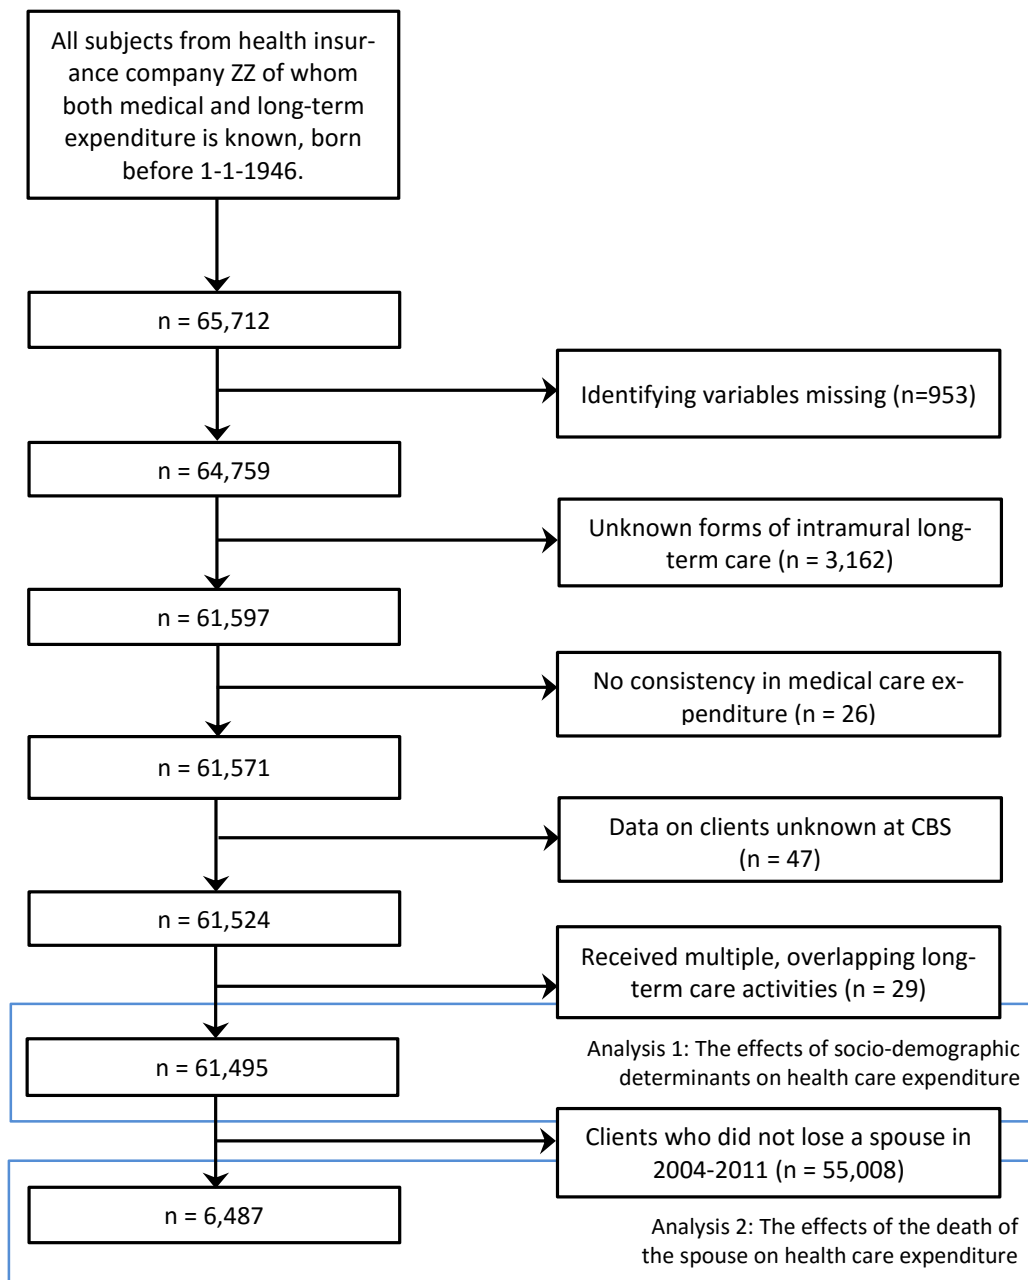 All subjects from health insur-
ance company ZZ of whom
both medical and long-term
expenditure is known, born
before 1-1-1946.
n = 65,712
Identifying variables missing (n=953)
n = 64,759
Unknown forms of intramural long-
term care (n = 3,162)
n = 61,597
No consistency in medical care ex-
penditure (n = 26)
n = 61,571
Data on clients unknown at CBS
(n = 47)
n = 61,524
Received multiple, overlapping long-
term care activities (n = 29)
Analysis 1: The effects of socio-demographic
determinants on health care expenditure
n = 61,495
Clients who did not lose a spouse in
2004-2011 (n = 55,008)
n = 6,487
Analysis 2: The effects of the death of
the spouse on health care expenditure